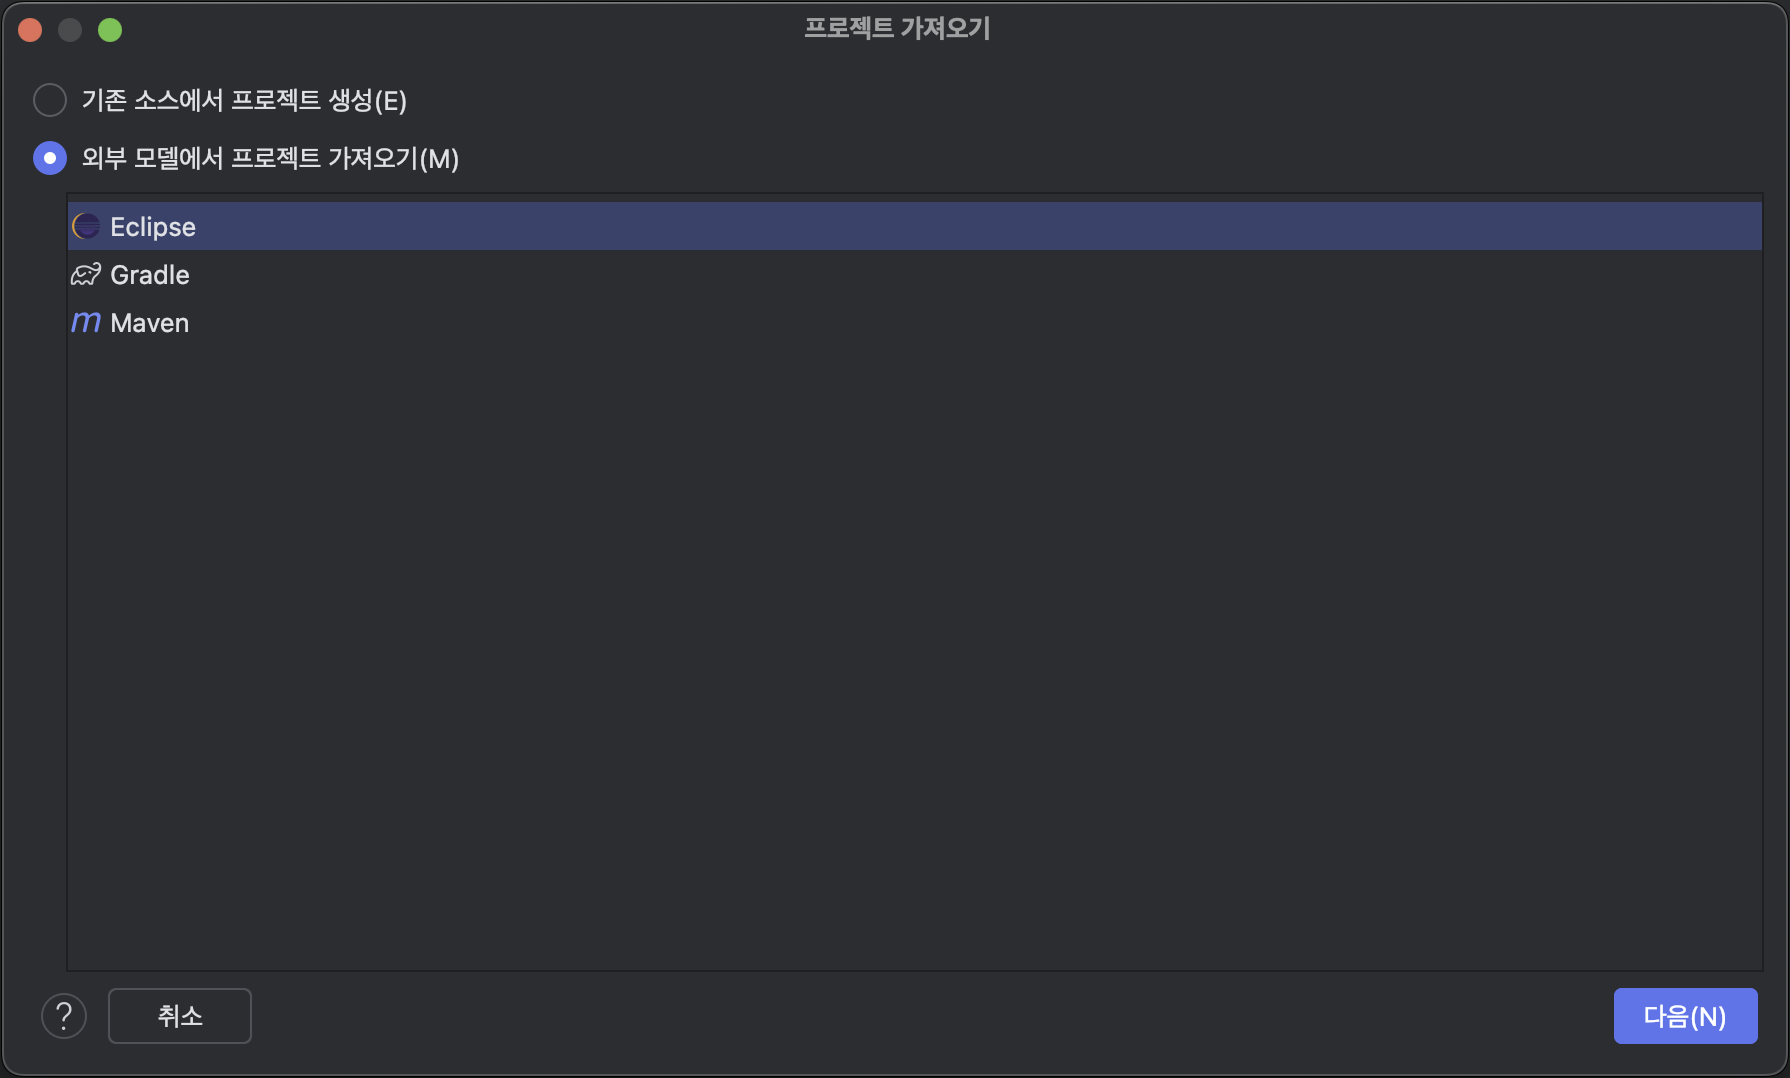 프로젝트 가져오기
기존 소스에서 프로젝트 생성(E)
외부 모델에서 프로젝트 가져오기(M)
Eclipse
Gradle
m Maven
? 취소 다음(N)